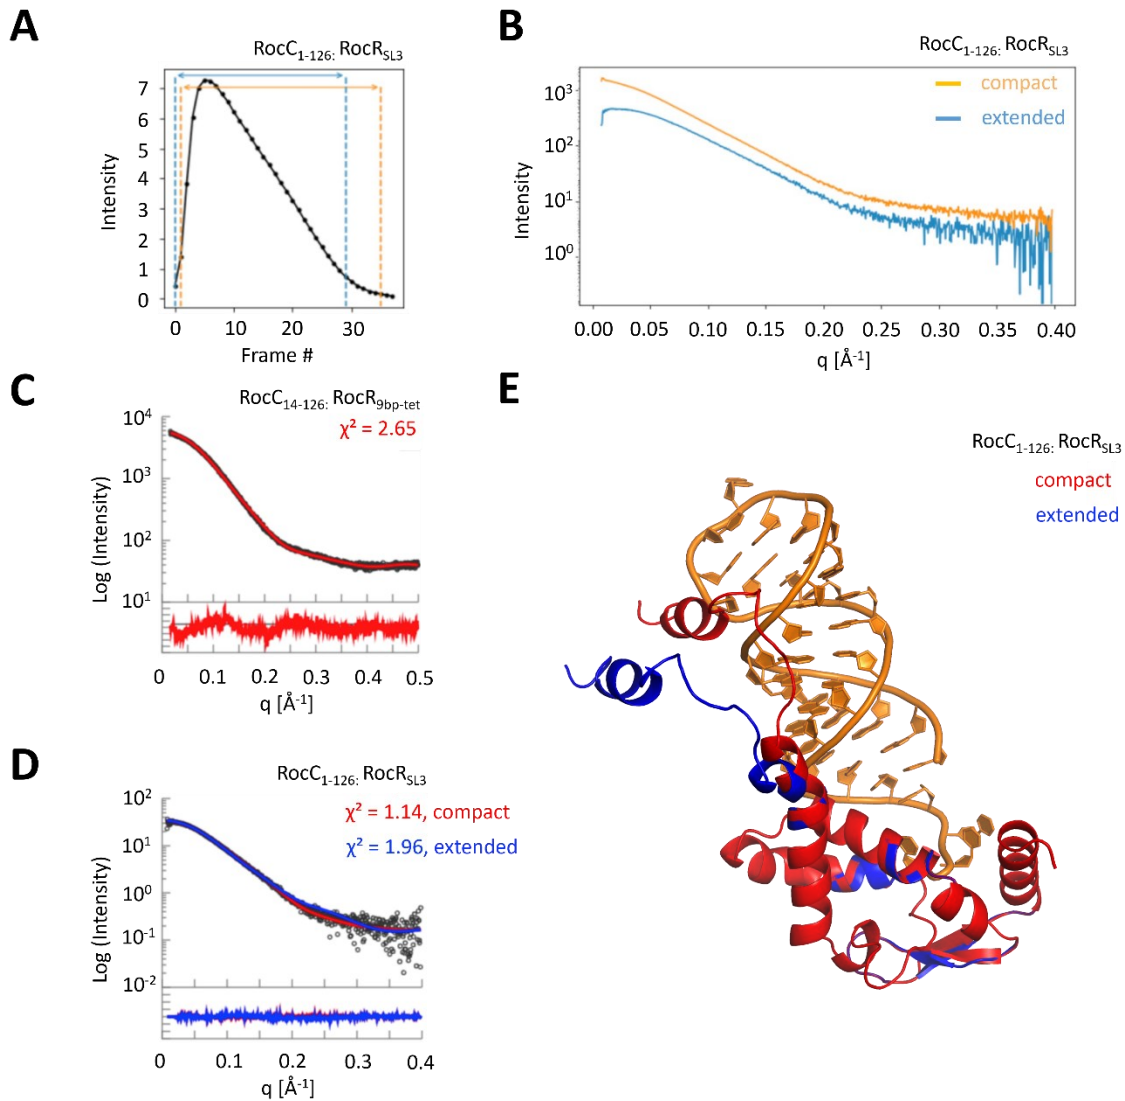 A
RocC1-126: RocRSL3
7
6
5
4
3
2
1
0
Intensity
0 10 20 30
Frame #
B
RocC1-126: RocRSL3
compact
extended
10³
10²
10¹
10⁰
Intensity
0.00 0.05 0.10 0.15 0.20 0.25 0.30 0.35 0.40
q [Å⁻¹]
C
RocC14-126: RocR9bp-tet
χ² = 2.65
10⁴
10³
10²
10¹
Log (Intensity)
0 0.1 0.2 0.3 0.4 0.5
q [Å⁻¹]
D
RocC1-126: RocRSL3
χ² = 1.14, compact
χ² = 1.96, extended
10²
10¹
10⁰
10⁻¹
10⁻²
Log (Intensity)
0 0.1 0.2 0.3 0.4
q [Å⁻¹]
E
RocC1-126: RocRSL3
compact
extended